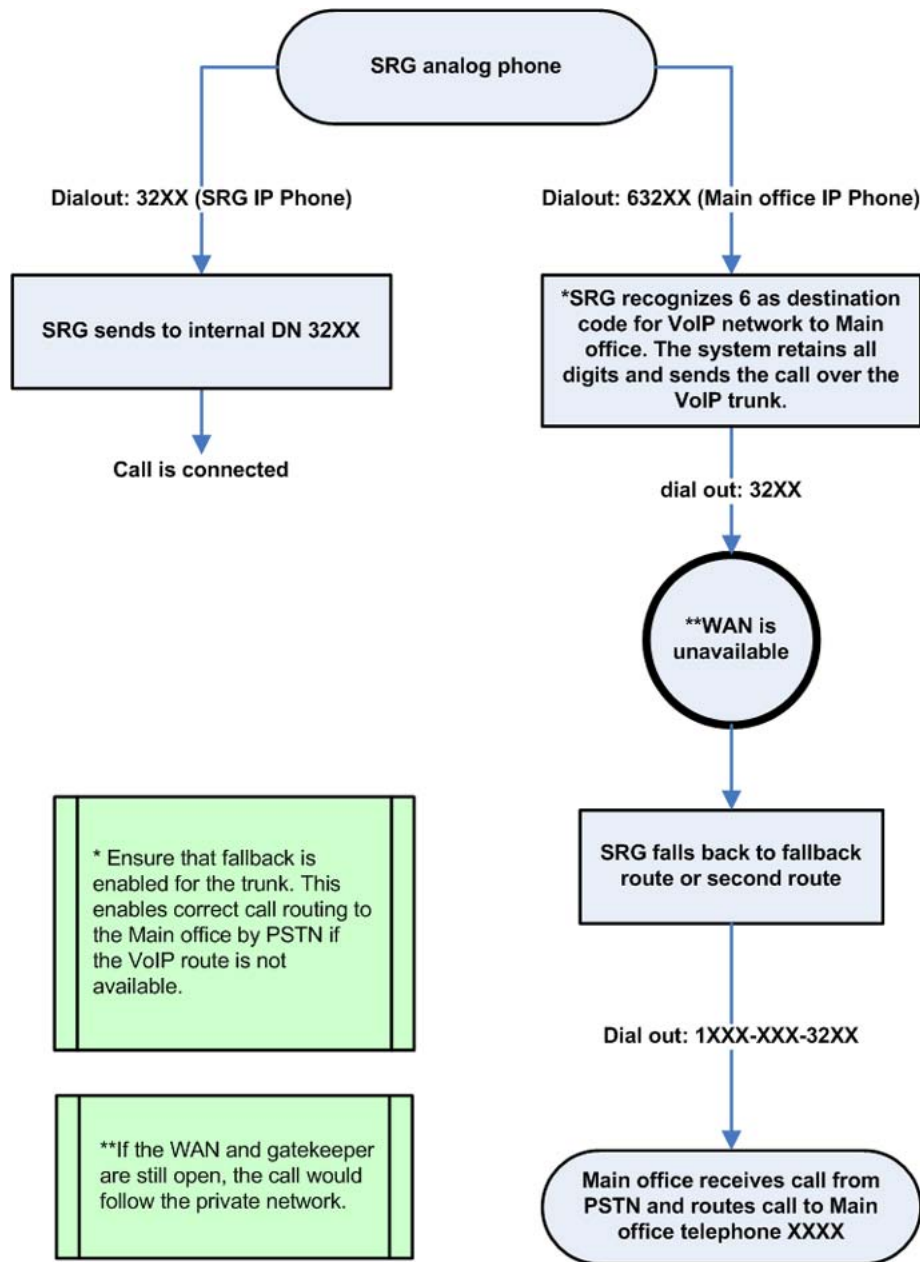 SRG analog phone
Dialout: 32XX (SRG IP Phone)
Dialout: 632XX (Main office IP Phone)
SRG sends to internal DN 32XX
*SRG recognizes 6 as destination
code for VoIP network to Main
office. The system retains all
digits and sends the call over the
VoIP trunk.
Call is connected
dial out: 32XX
**WAN is
unavailable
SRG falls back to fallback
route or second route
* Ensure that fallback is
enabled for the trunk. This
enables correct call routing to
the Main office by PSTN if
the VoIP route is not
available.
Dial out: 1XXX-XXX-32XX
**If the WAN and gatekeeper
are still open, the call would
follow the private network.
Main office receives call from
PSTN and routes call to Main
office telephone XXXX